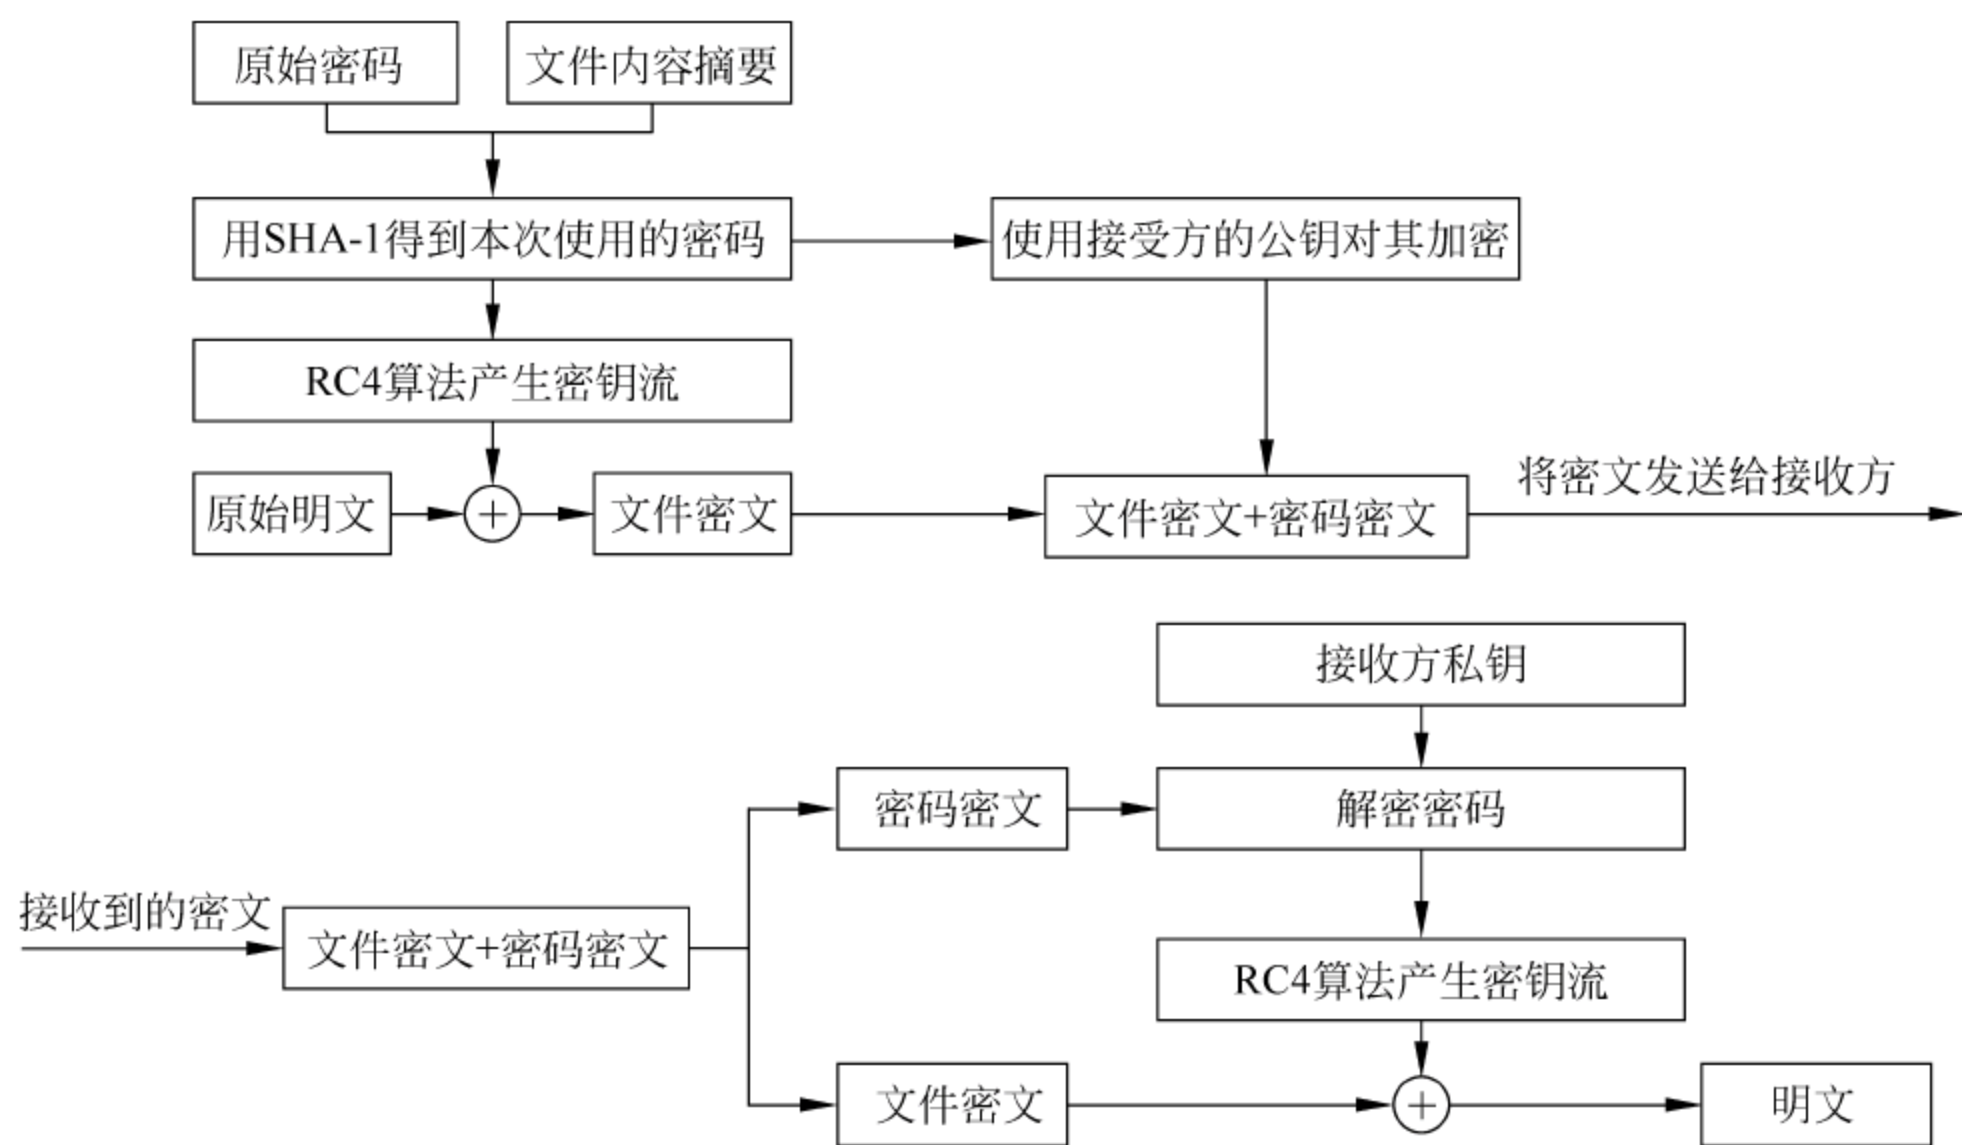 原始密码
文件内容摘要
用SHA-1得到本次使用的密码
使用接受方的公钥对其加密
RC4算法产生密钥流
原始明文
+
文件密文
文件密文+密码密文
将密文发送给接收方
接收方私钥
密码密文
解密密码
接收到的密文
文件密文+密码密文
RC4算法产生密钥流
文件密文
+
明文